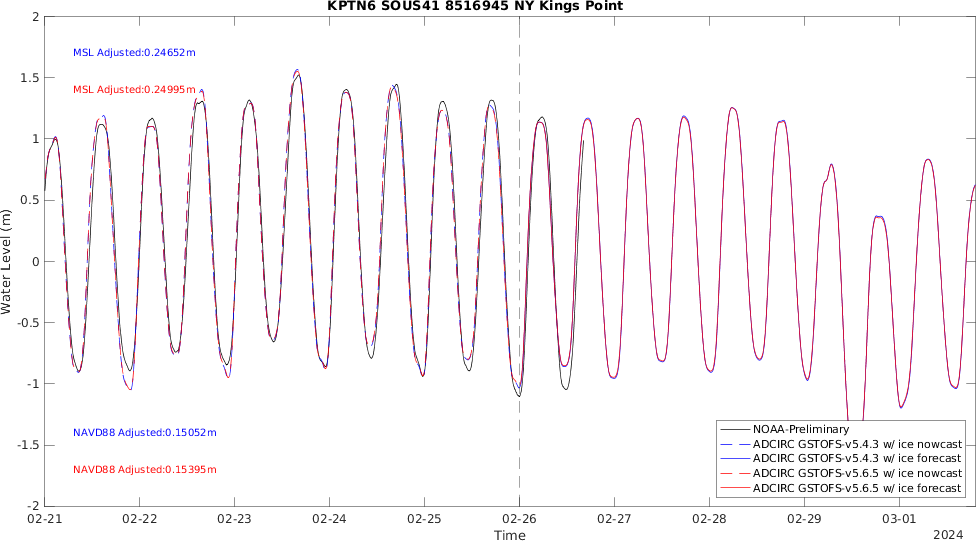 KPTN6 SOUS41 8516945 NY Kings Point
2
1.5
1
0.5
0
-0.5
-1
-1.5
-2
Water Level (m)
MSL Adjusted:0.24652m
MSL Adjusted:0.24995m
NAVD88 Adjusted:0.15052m
NAVD88 Adjusted:0.15395m
NOAA-Preliminary
ADCIRC GSTOFS-v5.4.3 w/ ice nowcast
ADCIRC GSTOFS-v5.4.3 w/ ice forecast
ADCIRC GSTOFS-v5.6.5 w/ ice nowcast
ADCIRC GSTOFS-v5.6.5 w/ ice forecast
02-21 02-22 02-23 02-24 02-25 02-26 02-27 02-28 02-29 03-01
Time
2024